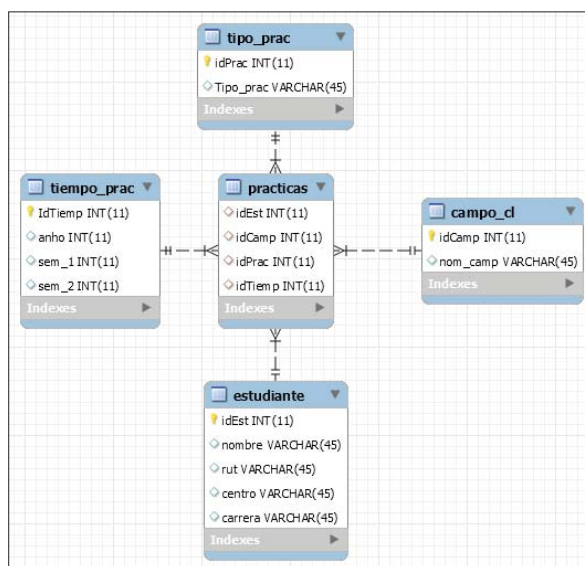 tipo_prac
idPrac INT(11)
Tipo_prac VARCHAR(45)
Indexes
tiempo_prac
IdTiemp INT(11)
anho INT(11)
sem_1 INT(11)
sem_2 INT(11)
Indexes
practicas
idEst INT(11)
idCamp INT(11)
idPrac INT(11)
idTiemp INT(11)
Indexes
campo_cl
idCamp INT(11)
nom_camp VARCHAR(45)
Indexes
estudiante
idEst INT(11)
nombre VARCHAR(45)
rut VARCHAR(45)
centro VARCHAR(45)
carrera VARCHAR(45)
Indexes